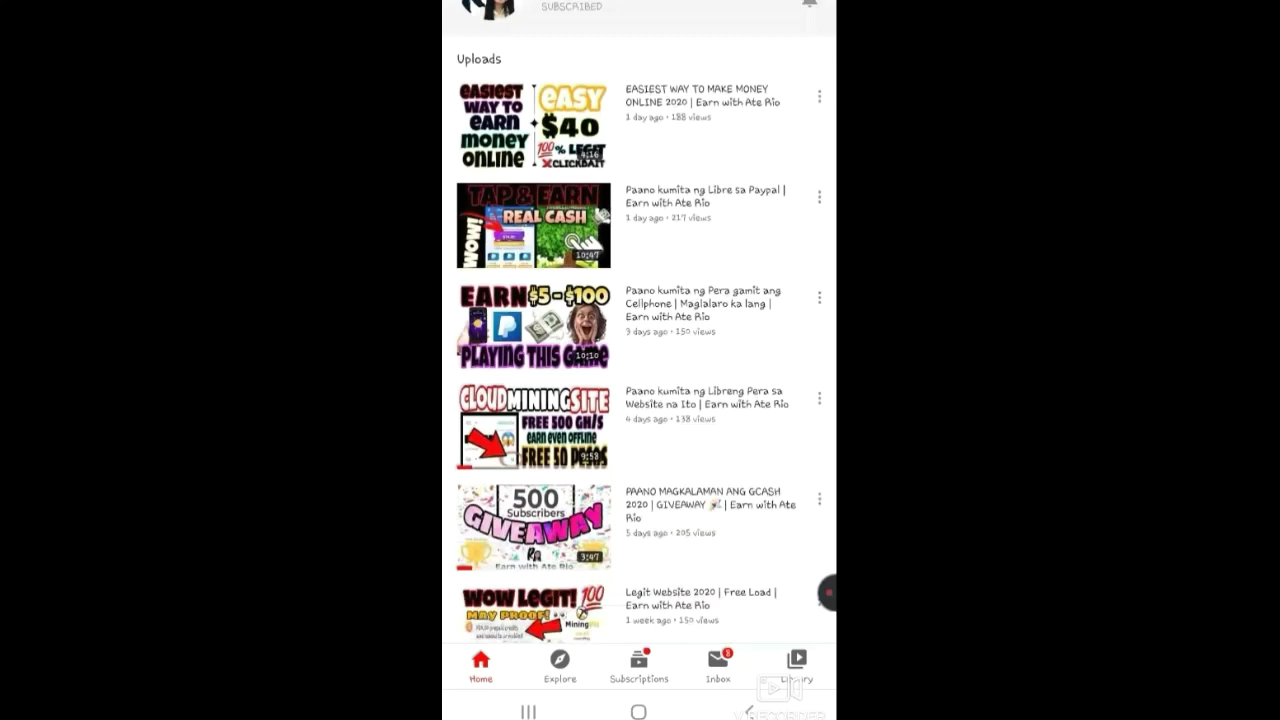 SUBSCRIBED
Uploads
EASIEST
WAY TO
EARN
MONEY
ONLINE
EASY
$40
100% LEGIT
❌CLICKBAIT
4:16
EASIEST WAY TO MAKE MONEY
ONLINE 2020 | Earn with Ate Rio
1 day ago • 188 views
TAP & EARN
REAL CASH
WOW!
10:47
Paano kumita ng Libre sa Paypal |
Earn with Ate Rio
1 day ago • 217 views
EARN $5 - $100
PLAYING THIS GAME
10:10
Paano kumita ng Pera gamit ang
Cellphone | Maglalaro ka lang |
Earn with Ate Rio
3 days ago • 150 views
CLOUDMININGSITE
FREE 500 GH/S
EARN EVEN OFFLINE
FREE 50 PESOS
9:53
Paano kumita ng Libreng Pera sa
Website na Ito | Earn with Ate Rio
4 days ago • 138 views
500
Subscribers
GIVEAWAY
Earn with Ate Rio
3:47
PAANO MAGKALAMAN ANG GCASH
2020 | GIVEAWAY 🎉 | Earn with Ate
Rio
5 days ago • 205 views
WOW LEGIT! 💯
MAY PROOF!
Mining
Legit Website 2020 | Free Load |
Earn with Ate Rio
1 week ago • 150 views
Home
Explore
Subscriptions
8
Inbox
Library
V RECORDER